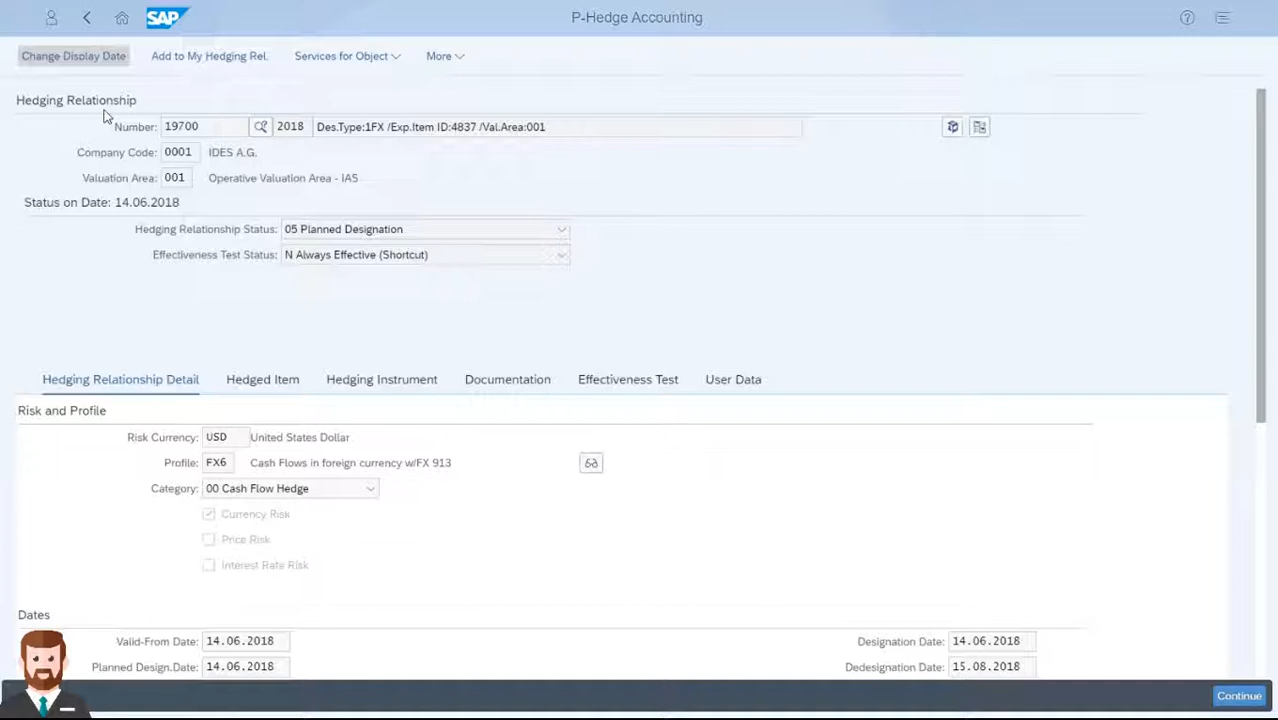 SAP P-Hedge Accounting
Change Display Date Add to My Hedging Rel. Services for Object More
Hedging Relationship
Number: 19700 2018 Des.Type:1FX /Exp.Item ID:4837 /Val.Area:001
Company Code: 0001 IDES A.G.
Valuation Area: 001 Operative Valuation Area - IAS
Status on Date: 14.06.2018
Hedging Relationship Status: 05 Planned Designation
Effectiveness Test Status: N Always Effective (Shortcut)
Hedging Relationship Detail Hedged Item Hedging Instrument Documentation Effectiveness Test User Data
Risk and Profile
Risk Currency: USD United States Dollar
Profile: FX6 Cash Flows in foreign currency w/FX 913
Category: 00 Cash Flow Hedge
Currency Risk
Price Risk
Interest Rate Risk
Dates
Valid-From Date: 14.06.2018 Designation Date: 14.06.2018
Planned Design.Date: 14.06.2018 Dedesignation Date: 15.08.2018
Continue